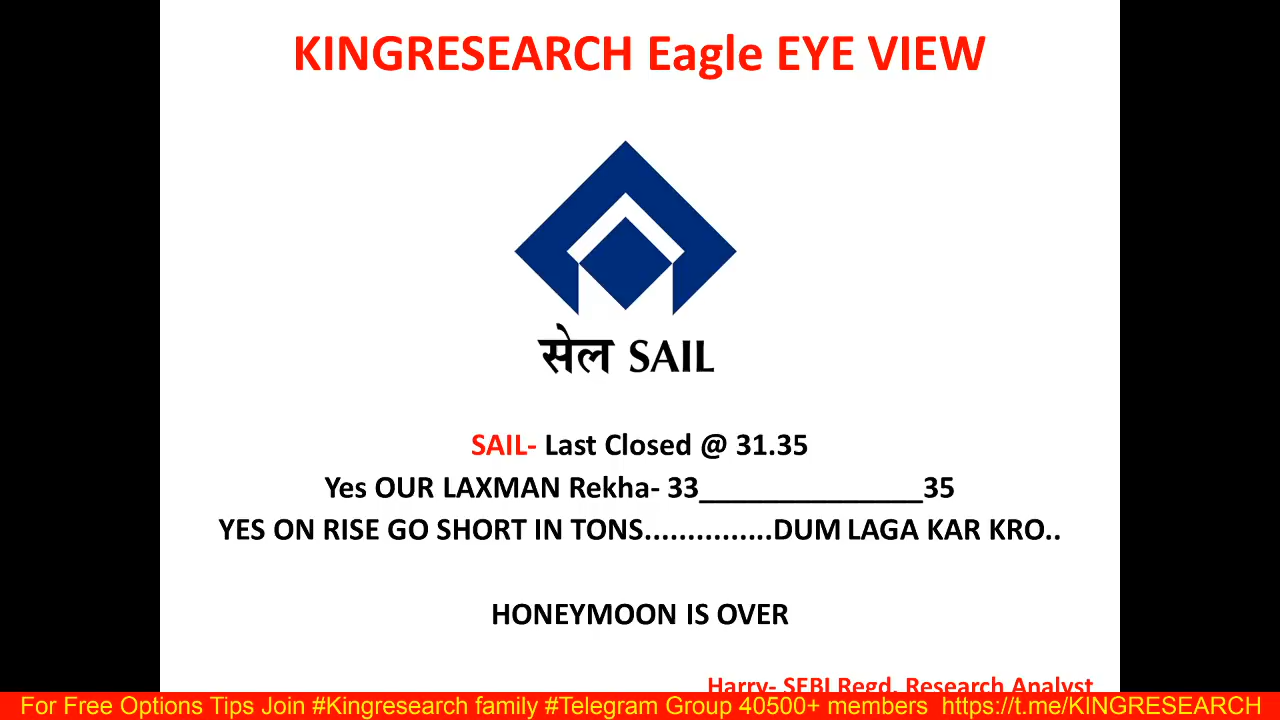 KINGRESEARCH Eagle EYE VIEW
सेल SAIL
SAIL- Last Closed @ 31.35
Yes OUR LAXMAN Rekha- 33______________35
YES ON RISE GO SHORT IN TONS...............DUM LAGA KAR KRO..
HONEYMOON IS OVER
Harry- SEBI Regd. Research Analyst
For Free Options Tips Join #Kingresearch family #Telegram Group 40500+ members https://t.me/KINGRESEARCH